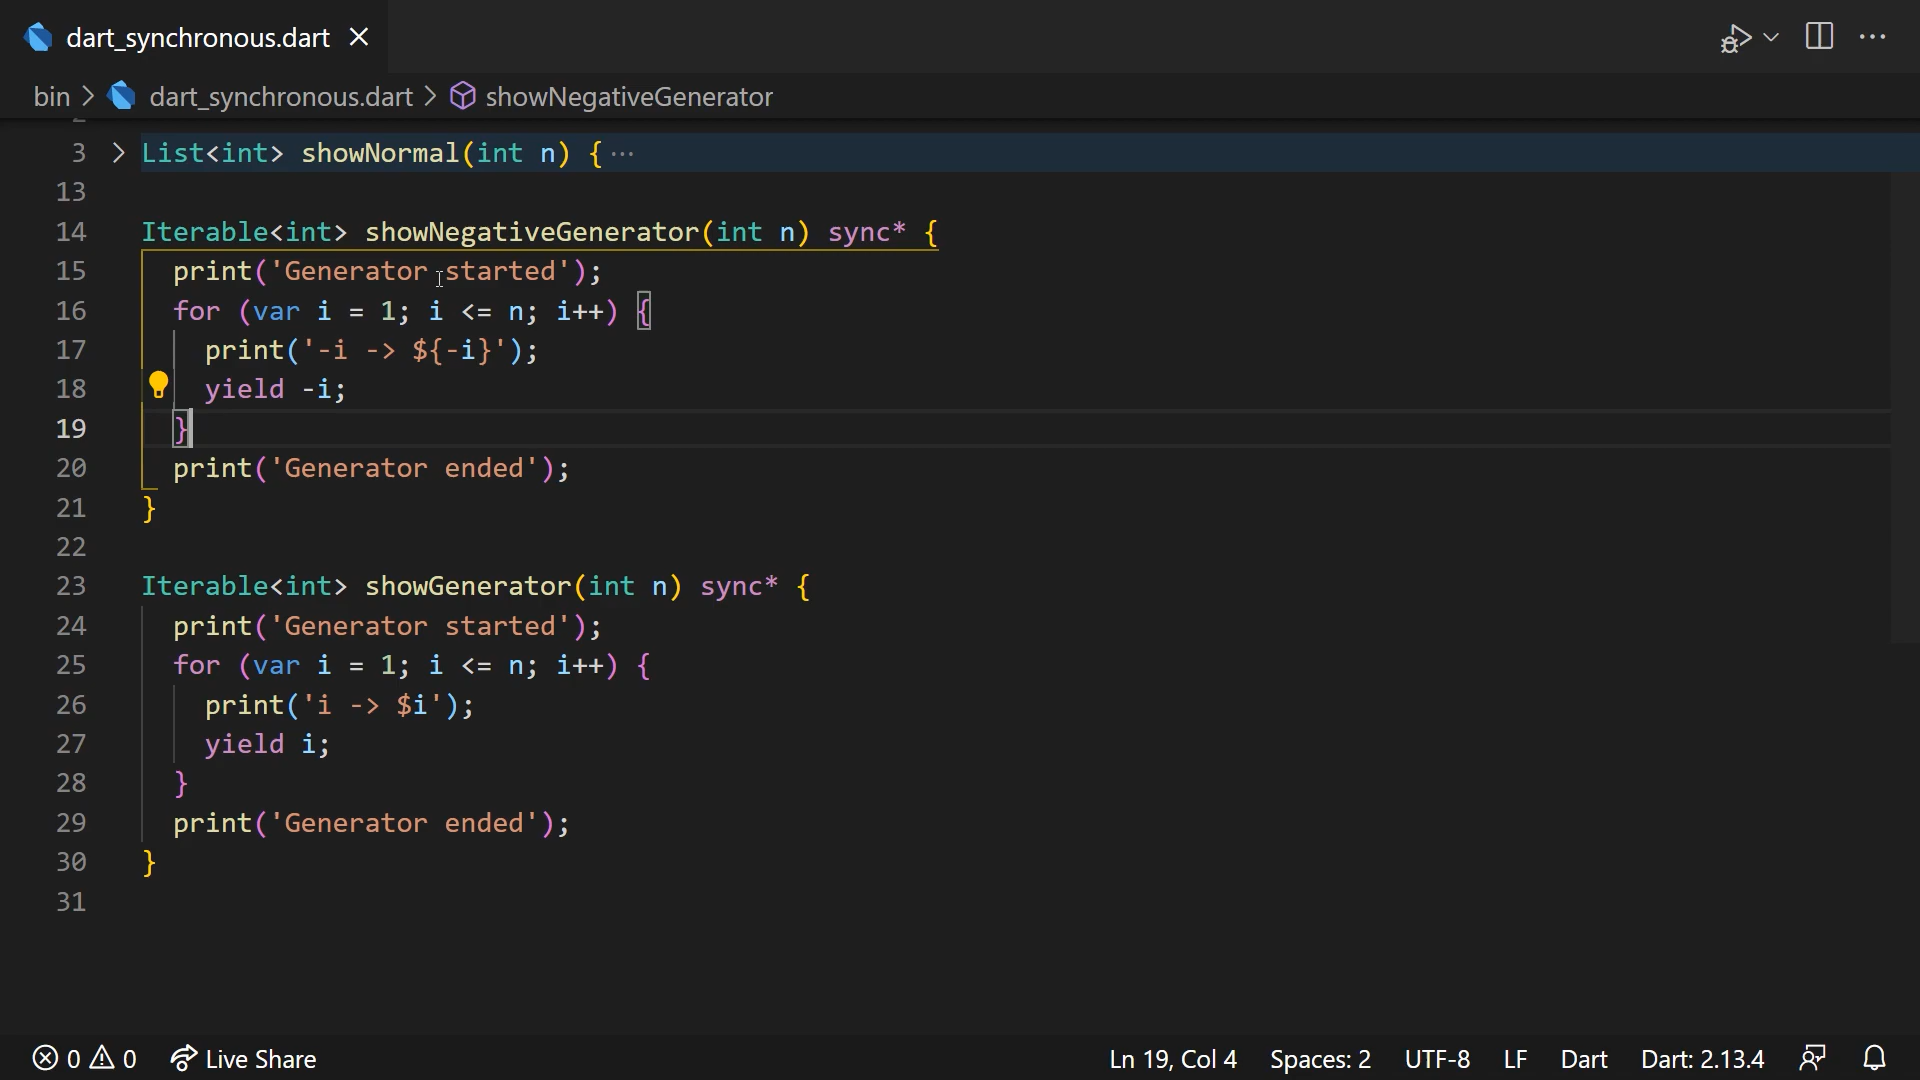 dart_synchronous.dart
bin > dart_synchronous.dart > showNegativeGenerator
2
3 > List<int> showNormal(int n) { ···
13
14 Iterable<int> showNegativeGenerator(int n) sync* {
15   print('Generator started');
16   for (var i = 1; i <= n; i++) {
17     print('-i -> ${-i}');
18     yield -i;
19   }
20   print('Generator ended');
21 }
22
23 Iterable<int> showGenerator(int n) sync* {
24   print('Generator started');
25   for (var i = 1; i <= n; i++) {
26     print('i -> $i');
27     yield i;
28   }
29   print('Generator ended');
30 }
31
0 0 Live Share Ln 19, Col 4 Spaces: 2 UTF-8 LF Dart Dart: 2.13.4